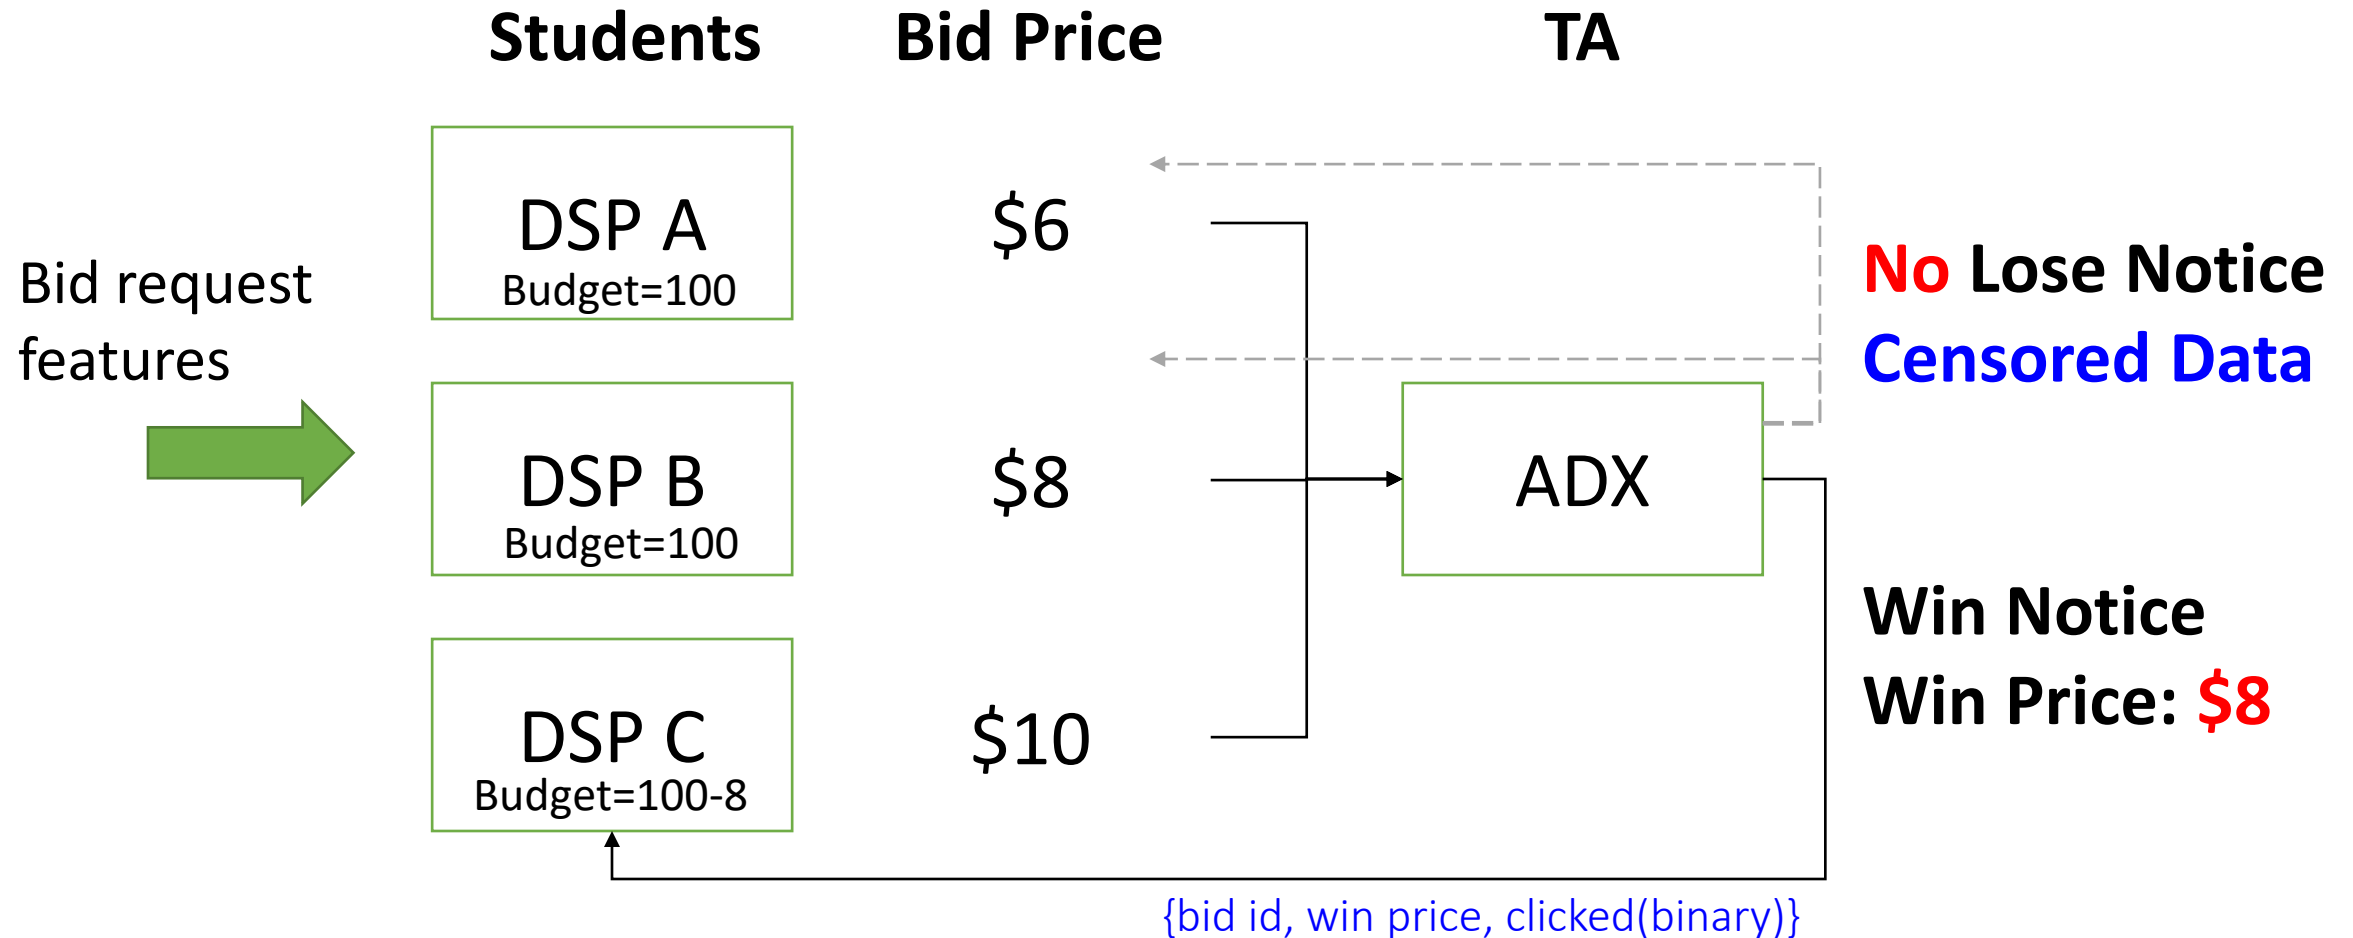 Students
Bid Price
TA
Bid request
features
DSP A
Budget=100
$6
DSP B
Budget=100
$8
DSP C
Budget=100-8
$10
ADX
No Lose Notice
Censored Data
Win Notice
Win Price: $8
{bid id, win price, clicked(binary)}